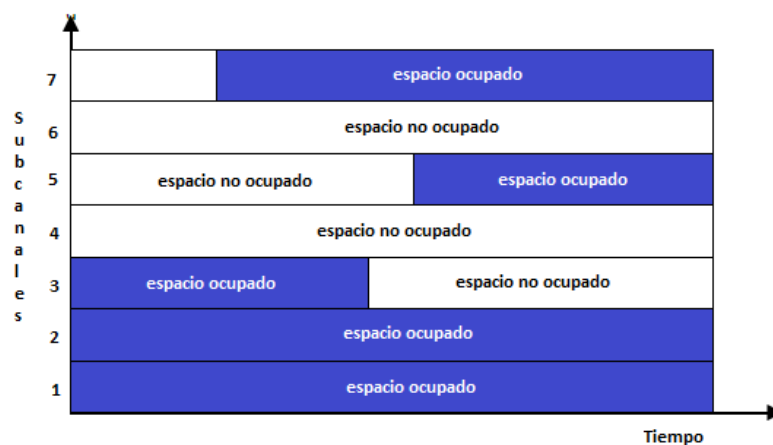 7 espacio ocupado
6 espacio no ocupado
5 espacio no ocupado espacio ocupado
4 espacio no ocupado
3 espacio ocupado espacio no ocupado
2 espacio ocupado
1 espacio ocupado
Subcanales
Tiempo